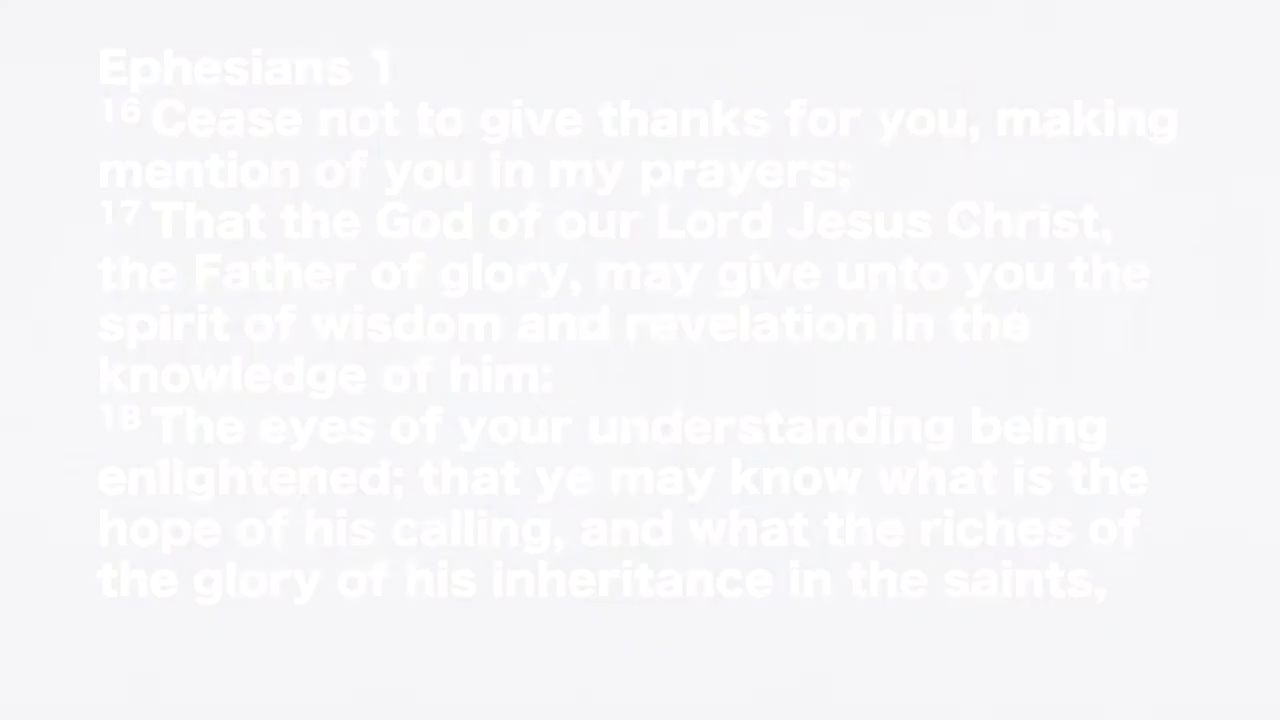 Ephesians 1
16 Cease not to give thanks for you, making
mention of you in my prayers;
17 That the God of our Lord Jesus Christ,
the Father of glory, may give unto you the
spirit of wisdom and revelation in the
knowledge of him:
18 The eyes of your understanding being
enlightened; that ye may know what is the
hope of his calling, and what the riches of
the glory of his inheritance in the saints,